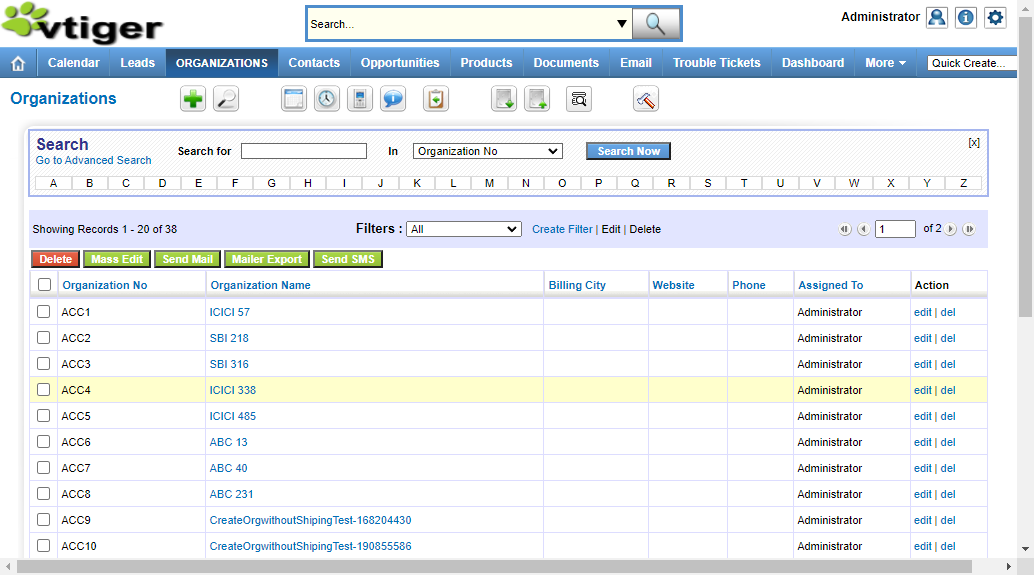 vtiger
Search...
Administrator
Calendar Leads ORGANIZATIONS Contacts Opportunities Products Documents Email Trouble Tickets Dashboard More Quick Create...
Organizations
Search
Go to Advanced Search
Search for In Organization No Search Now [x]
A B C D E F G H I J K L M N O P Q R S T U V W X Y Z
Showing Records 1 - 20 of 38 Filters : All Create Filter | Edit | Delete 1 of 2
Delete Mass Edit Send Mail Mailer Export Send SMS
Organization No Organization Name Billing City Website Phone Assigned To Action
ACC1 ICICI 57 Administrator edit | del
ACC2 SBI 218 Administrator edit | del
ACC3 SBI 316 Administrator edit | del
ACC4 ICICI 338 Administrator edit | del
ACC5 ICICI 485 Administrator edit | del
ACC6 ABC 13 Administrator edit | del
ACC7 ABC 40 Administrator edit | del
ACC8 ABC 231 Administrator edit | del
ACC9 CreateOrgwithoutShipingTest-168204430 Administrator edit | del
ACC10 CreateOrgwithoutShipingTest-190855586 Administrator edit | del